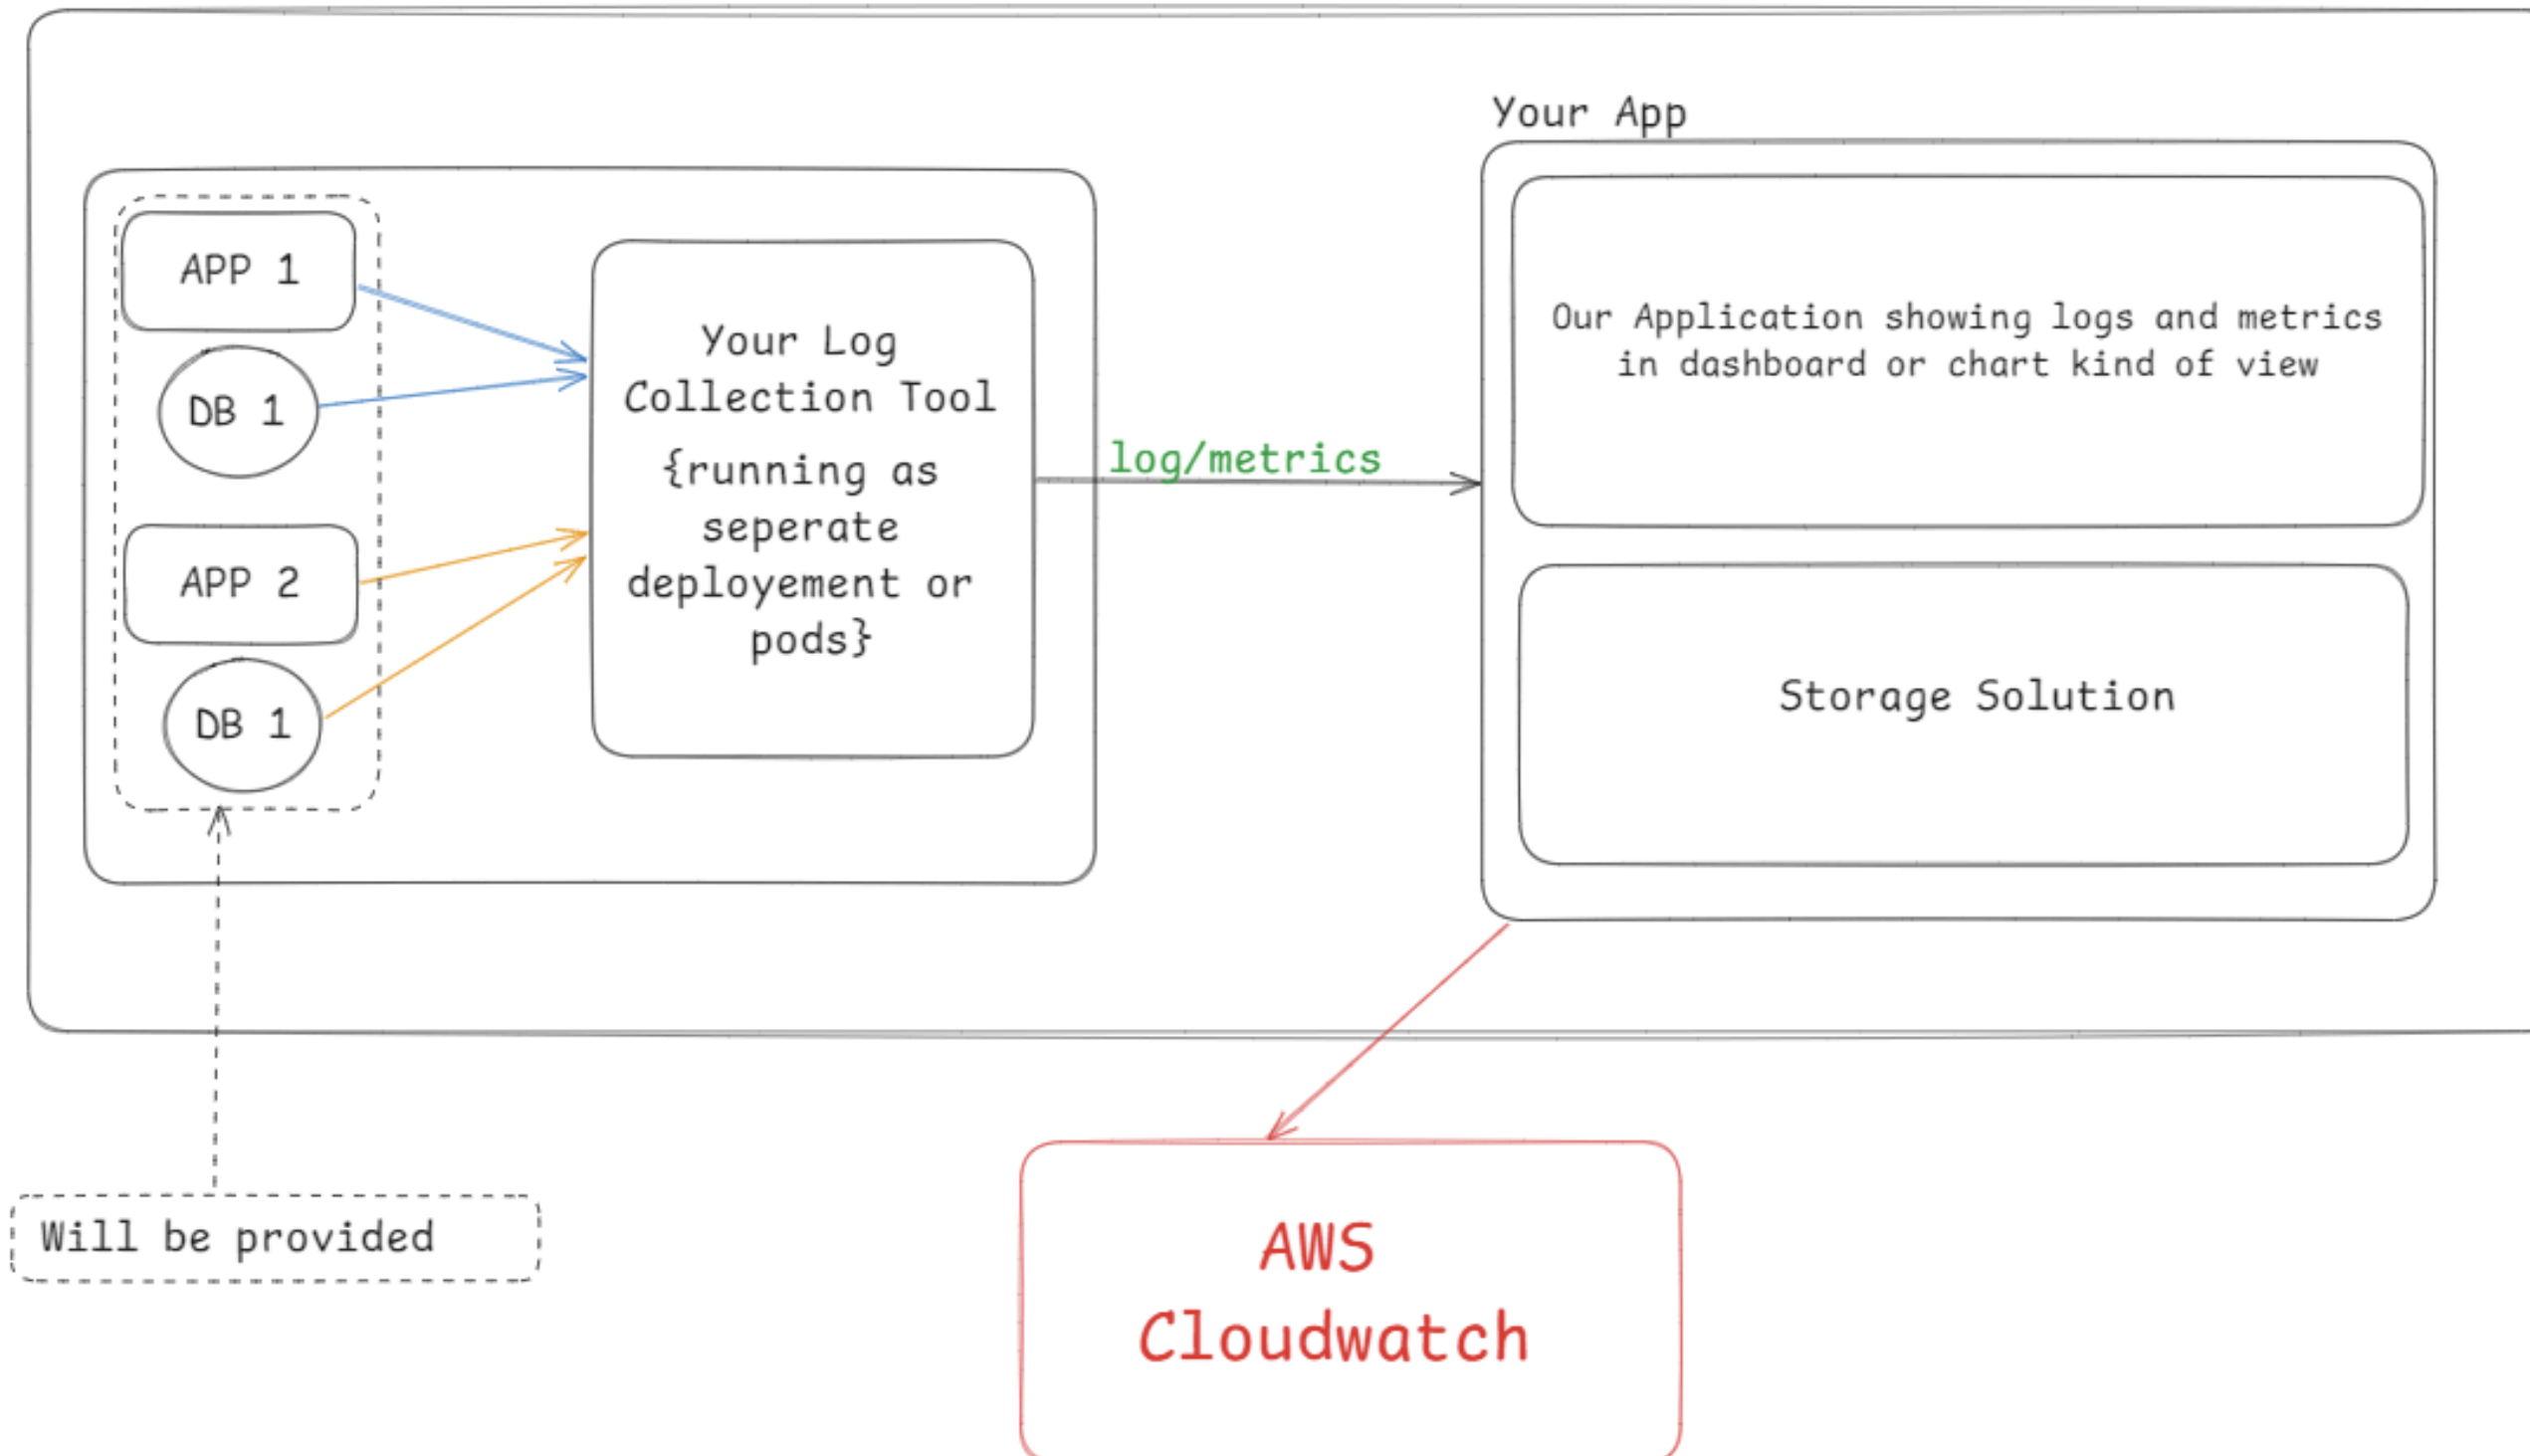 Your App
APP 1
DB 1
APP 2
DB 1
Your Log
Collection Tool
{running as
seperate
deployement or
pods}
log/metrics
Our Application showing logs and metrics
in dashboard or chart kind of view
Storage Solution
Will be provided
AWS
Cloudwatch